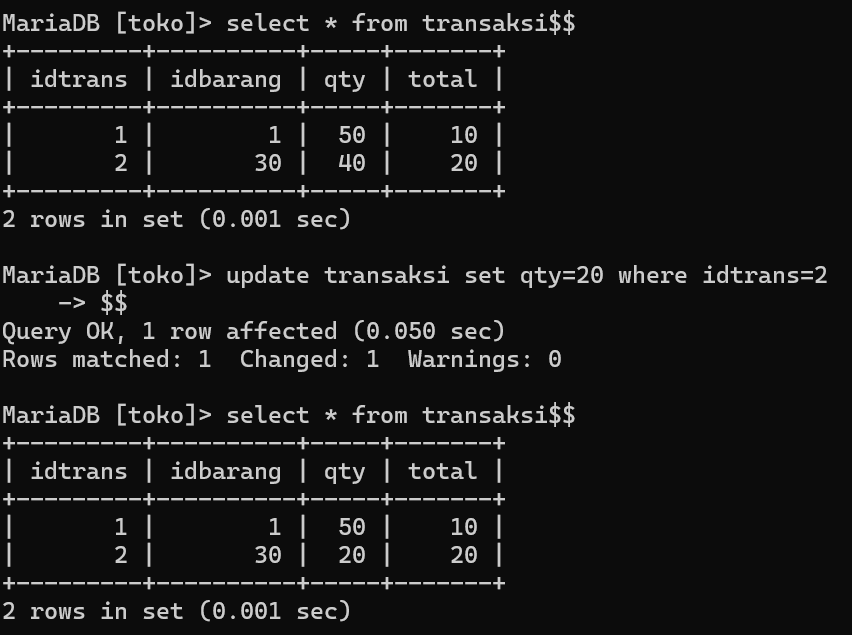 MariaDB [toko]> select * from transaksi$$
+---------+----------+-----+-------+
| idtrans | idbarang | qty | total |
+---------+----------+-----+-------+
|       1 |        1 |  50 |    10 |
|       2 |       30 |  40 |    20 |
+---------+----------+-----+-------+
2 rows in set (0.001 sec)

MariaDB [toko]> update transaksi set qty=20 where idtrans=2
    -> $$
Query OK, 1 row affected (0.050 sec)
Rows matched: 1  Changed: 1  Warnings: 0

MariaDB [toko]> select * from transaksi$$
+---------+----------+-----+-------+
| idtrans | idbarang | qty | total |
+---------+----------+-----+-------+
|       1 |        1 |  50 |    10 |
|       2 |       30 |  20 |    20 |
+---------+----------+-----+-------+
2 rows in set (0.001 sec)